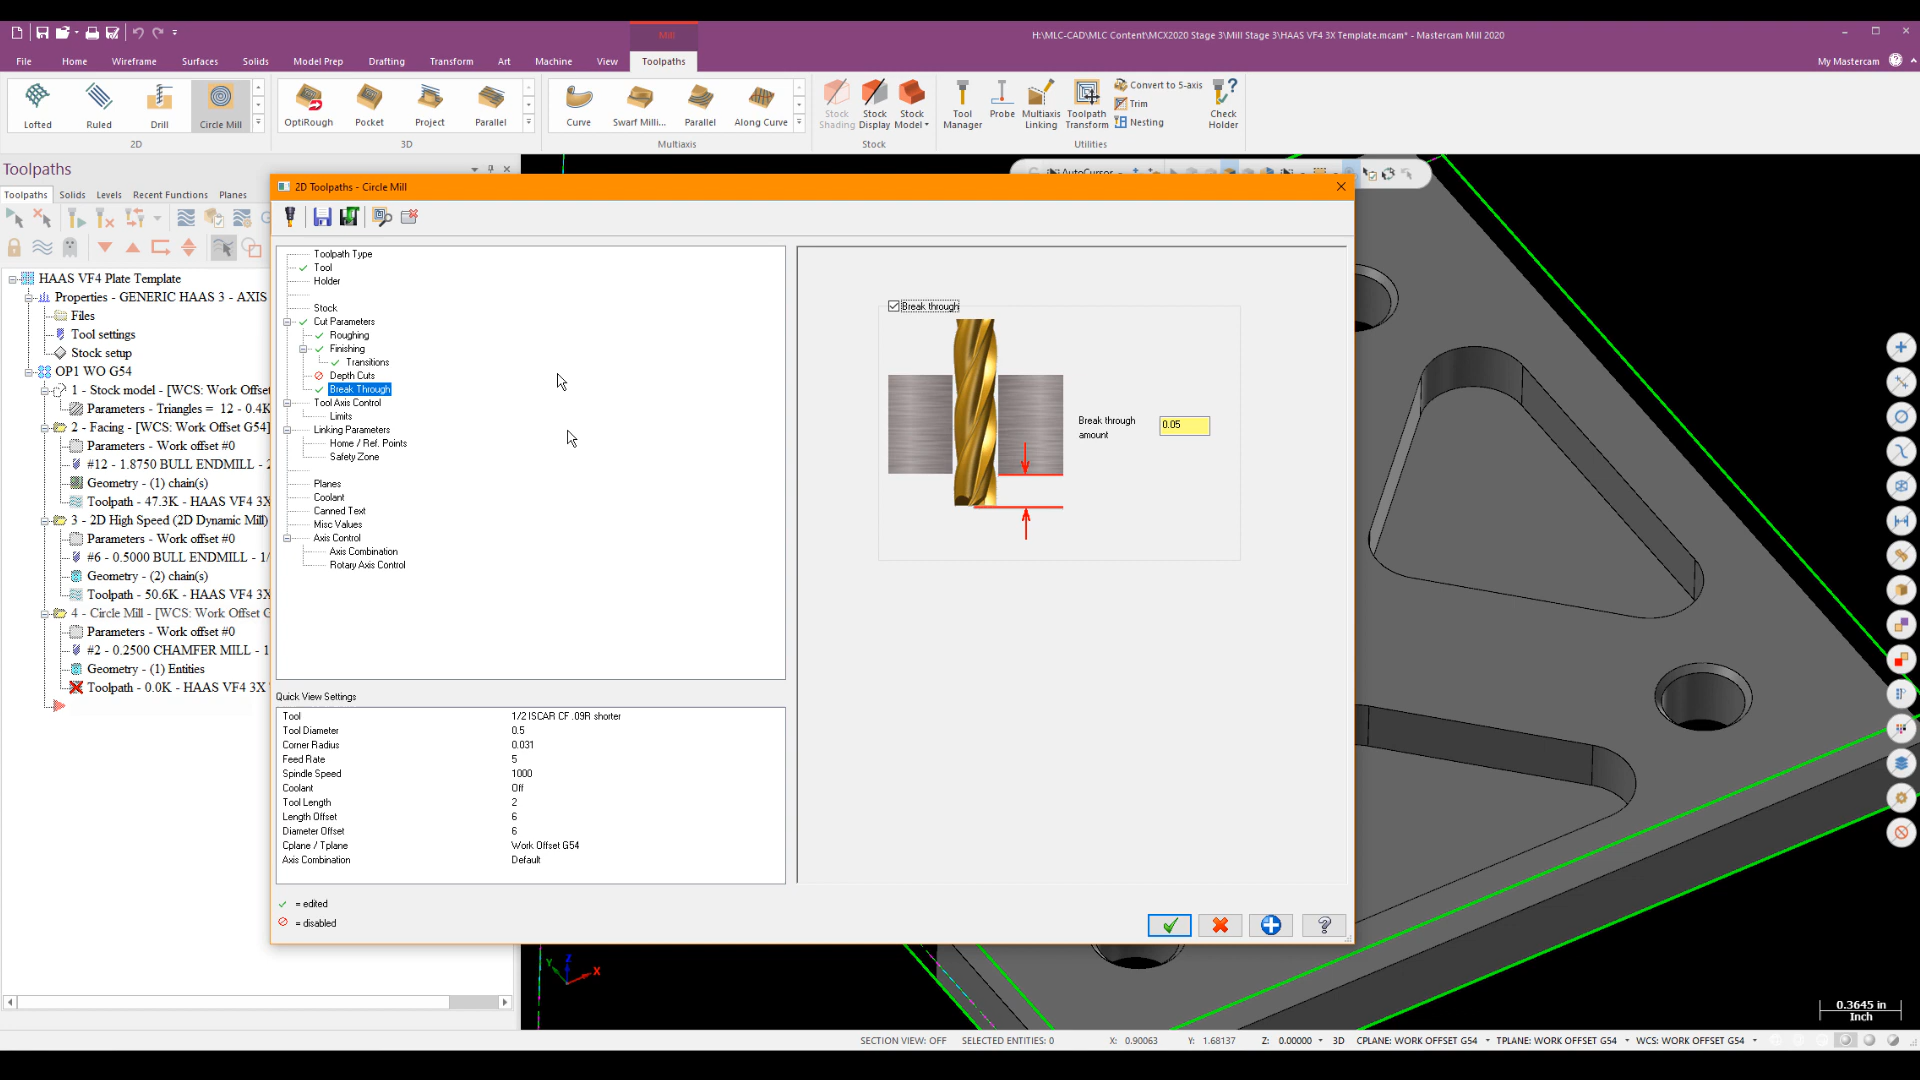 Mill
H:\MLC-CAD\MLC Content\MCX2020 Stage 3\Mill Stage 3\HAAS VF4 3X Template.mcam* - Mastercam Mill 2020
File Home Wireframe Surfaces Solids Model Prep Drafting Transform Art Machine View Toolpaths My Mastercam
Lofted Ruled Drill Circle Mill OptiRough Pocket Project Parallel Curve Swarf Milli... Parallel Along Curve
Stock Shading Stock Display Stock Model Tool Manager Probe Multiaxis Linking Toolpath Transform
Convert to 5-axis
Trim
Nesting
Check Holder
2D 3D Multiaxis Stock Utilities
Toolpaths
Toolpaths Solids Levels Recent Functions Planes
HAAS VF4 Plate Template
Properties - GENERIC HAAS 3 - AXIS
Files
Tool settings
Stock setup
OP1 WO G54
1 - Stock model - [WCS: Work Offset
Parameters - Triangles = 12 - 0.4K
2 - Facing - [WCS: Work Offset G54]
Parameters - Work offset #0
#12 - 1.8750 BULL ENDMILL - 2
Geometry - (1) chain(s)
Toolpath - 47.3K - HAAS VF4 3X
3 - 2D High Speed (2D Dynamic Mill)
Parameters - Work offset #0
#6 - 0.5000 BULL ENDMILL - 1/
Geometry - (2) chain(s)
Toolpath - 50.6K - HAAS VF4 3X
4 - Circle Mill - [WCS: Work Offset G
Parameters - Work offset #0
#2 - 0.2500 CHAMFER MILL - 1
Geometry - (1) Entities
Toolpath - 0.0K - HAAS VF4 3X
AutoCursor
2D Toolpaths - Circle Mill
Toolpath Type
Tool
Holder
Stock
Cut Parameters
Roughing
Finishing
Transitions
Depth Cuts
Break Through
Tool Axis Control
Limits
Linking Parameters
Home / Ref. Points
Safety Zone
Planes
Coolant
Canned Text
Misc Values
Axis Control
Axis Combination
Rotary Axis Control
Break through
Break through
amount
0.05
Quick View Settings
Tool 1/2 ISCAR CF .09R shorter
Tool Diameter 0.5
Corner Radius 0.031
Feed Rate 5
Spindle Speed 1000
Coolant Off
Tool Length 2
Length Offset 6
Diameter Offset 6
Cplane / Tplane Work Offset G54
Axis Combination Default
= edited
= disabled
Y Z X
0.3645 in
Inch
SECTION VIEW: OFF SELECTED ENTITIES: 0 X: 0.90063 Y: 1.68137 Z: 0.00000 3D CPLANE: WORK OFFSET G54 TPLANE: WORK OFFSET G54 WCS: WORK OFFSET G54